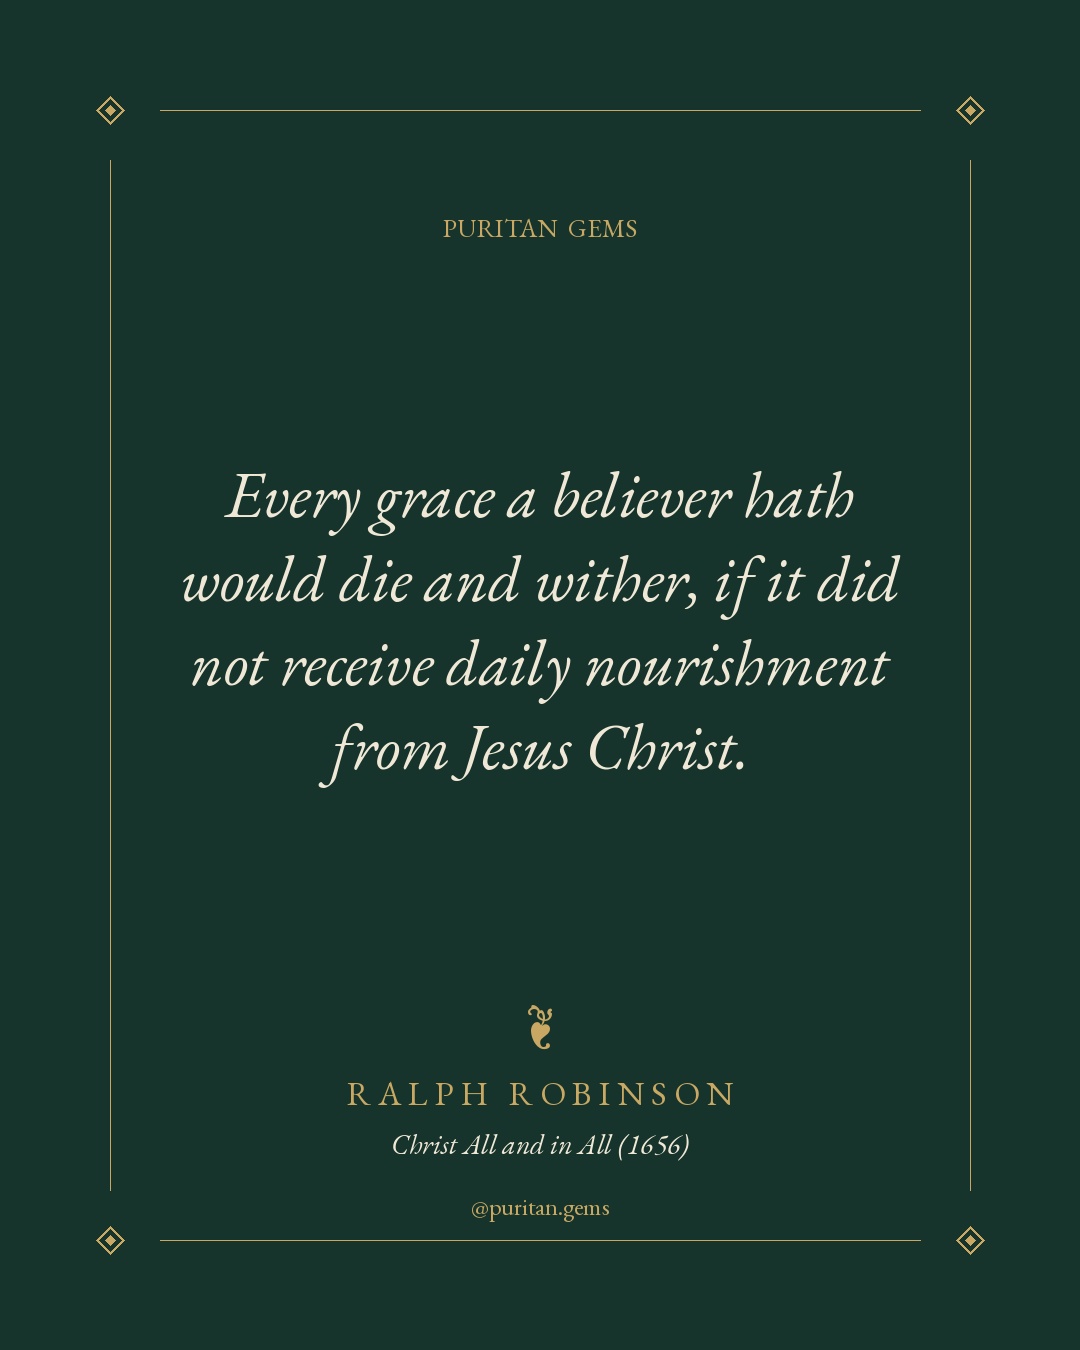 PURITAN GEMS
Every grace a believer hath
would die and wither, if it did
not receive daily nourishment
from Jesus Christ.
RALPH ROBINSON
Christ All and in All (1656)
@puritan.gems